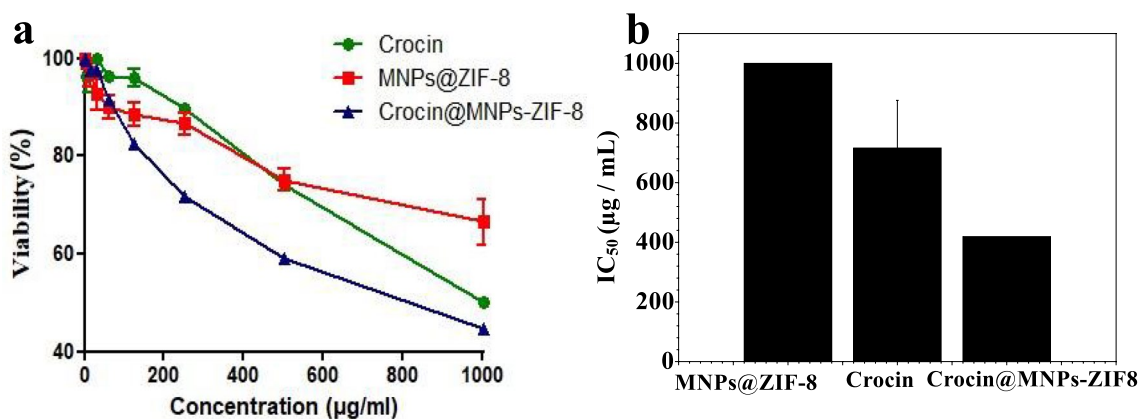 a
Crocin
MNPs@ZIF-8
Crocin@MNPs-ZIF-8
100
80
60
40
Viability (%)
0
200
400
600
800
1000
Concentration (µg/ml)
b
1000
800
600
400
200
0
IC50 (µg / mL)
MNPs@ZIF-8
Crocin
Crocin@MNPs-ZIF8